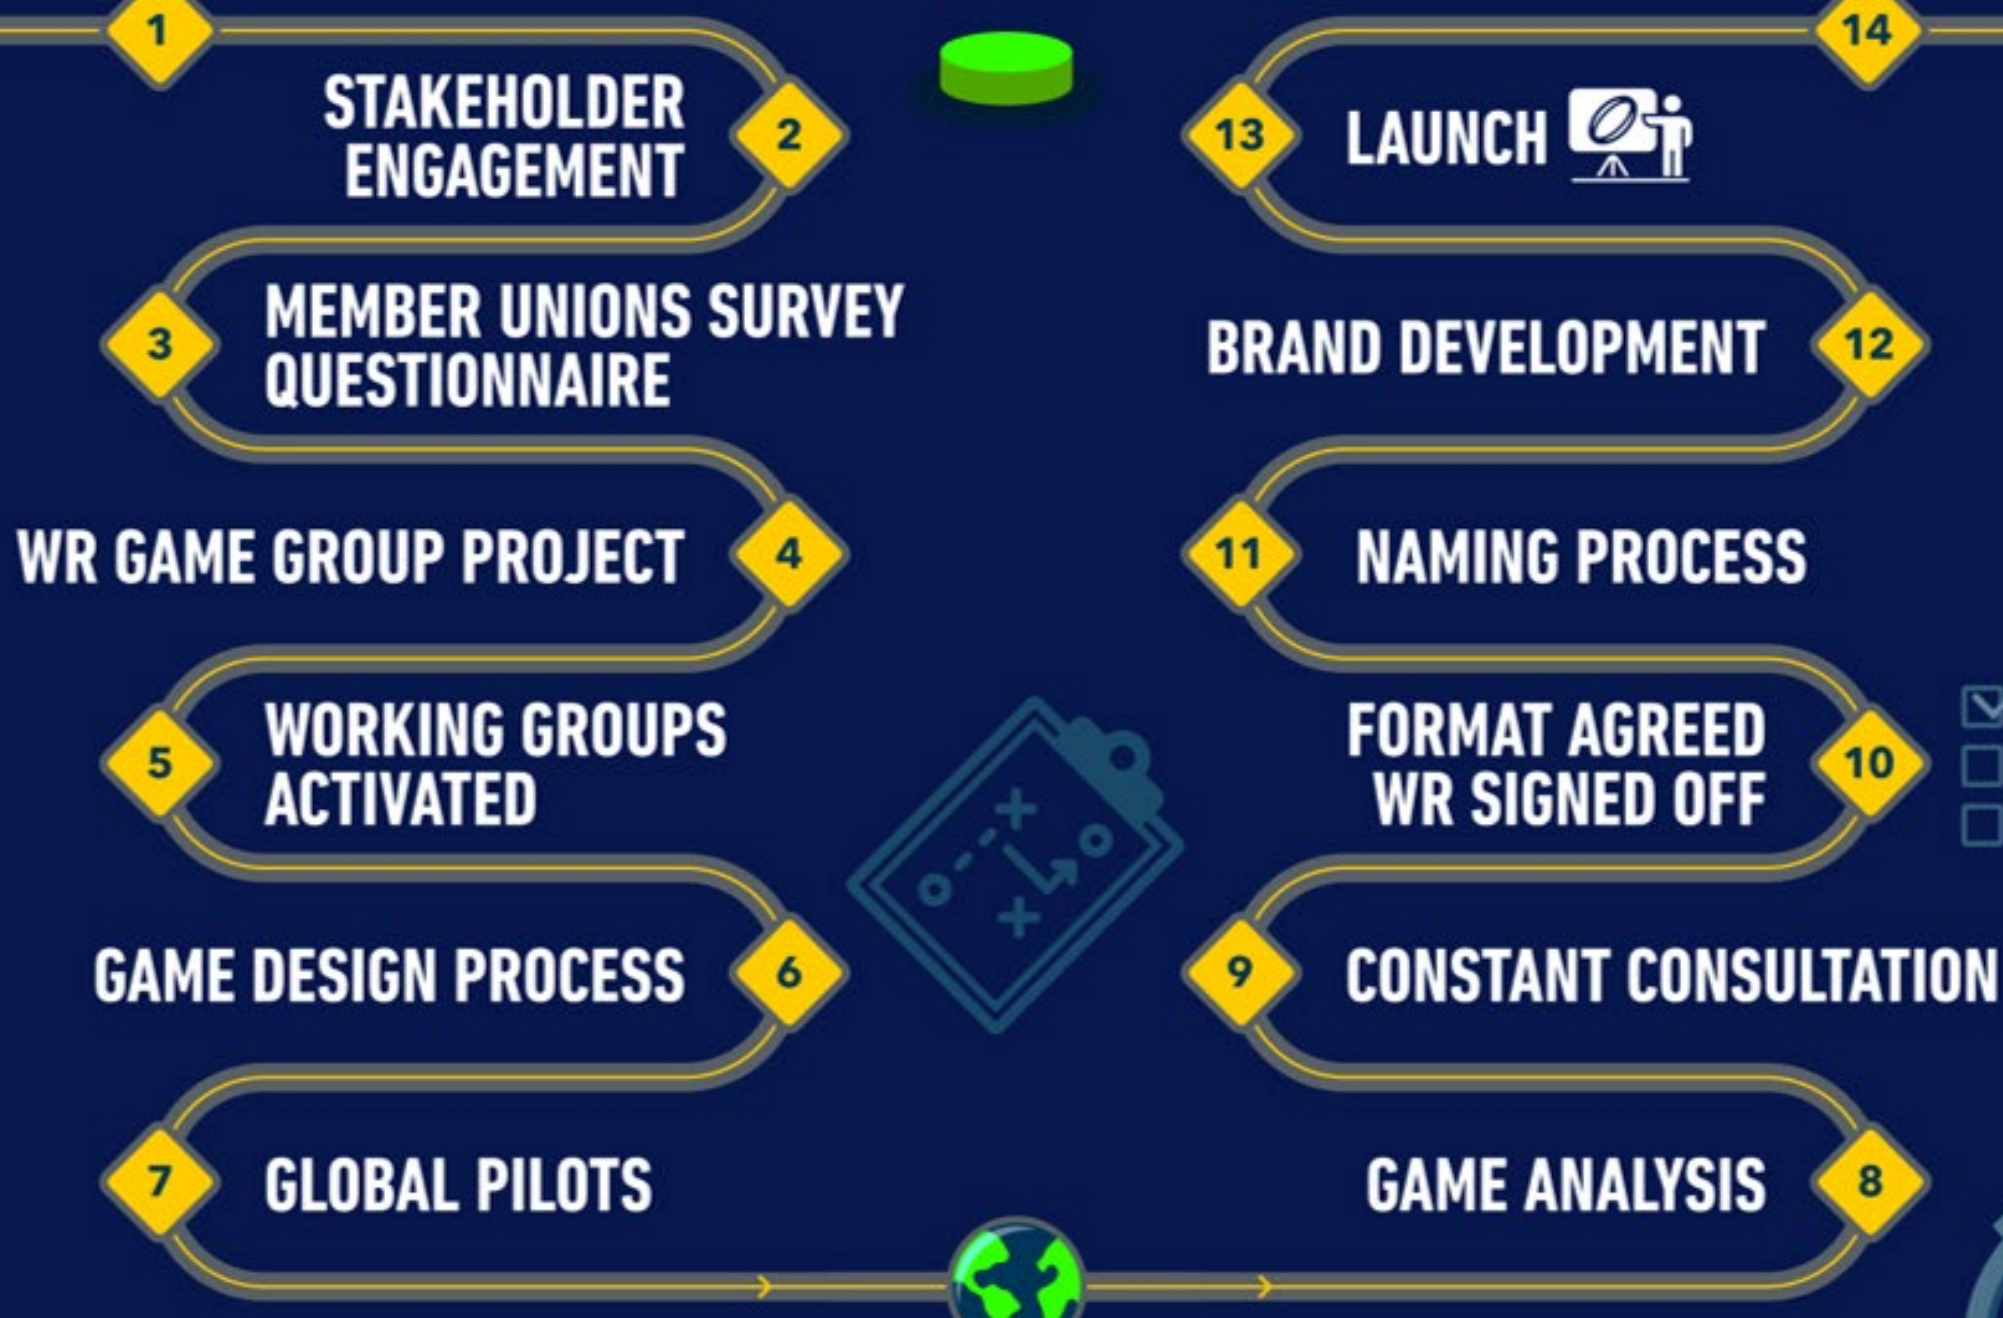 1
STAKEHOLDER
ENGAGEMENT
2
3
MEMBER UNIONS SURVEY
QUESTIONNAIRE
WR GAME GROUP PROJECT
4
5
WORKING GROUPS
ACTIVATED
GAME DESIGN PROCESS
6
7
GLOBAL PILOTS
GAME ANALYSIS
8
9
CONSTANT CONSULTATION
FORMAT AGREED
WR SIGNED OFF
10
11
NAMING PROCESS
BRAND DEVELOPMENT
12
13
LAUNCH
14